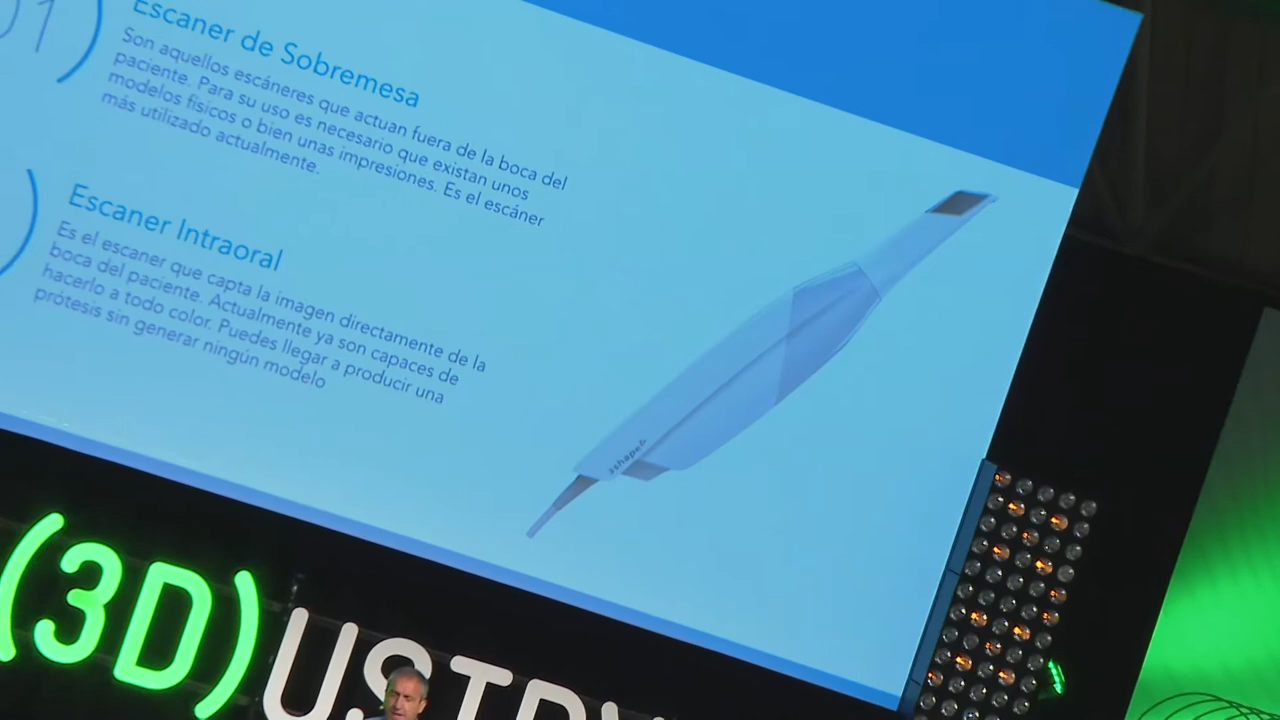 01
Escaner de Sobremesa
Son aquellos escáneres que actuan fuera de la boca del
paciente. Para su uso es necesario que existan unos
modelos físicos o bien unas impresiones. Es el escáner
más utilizado actualmente.
Escaner Intraoral
Es el escaner que capta la imagen directamente de la
boca del paciente. Actualmente ya son capaces de
hacerlo a todo color. Puedes llegar a producir una
prótesis sin generar ningún modelo
3shape
(3D)USTRY